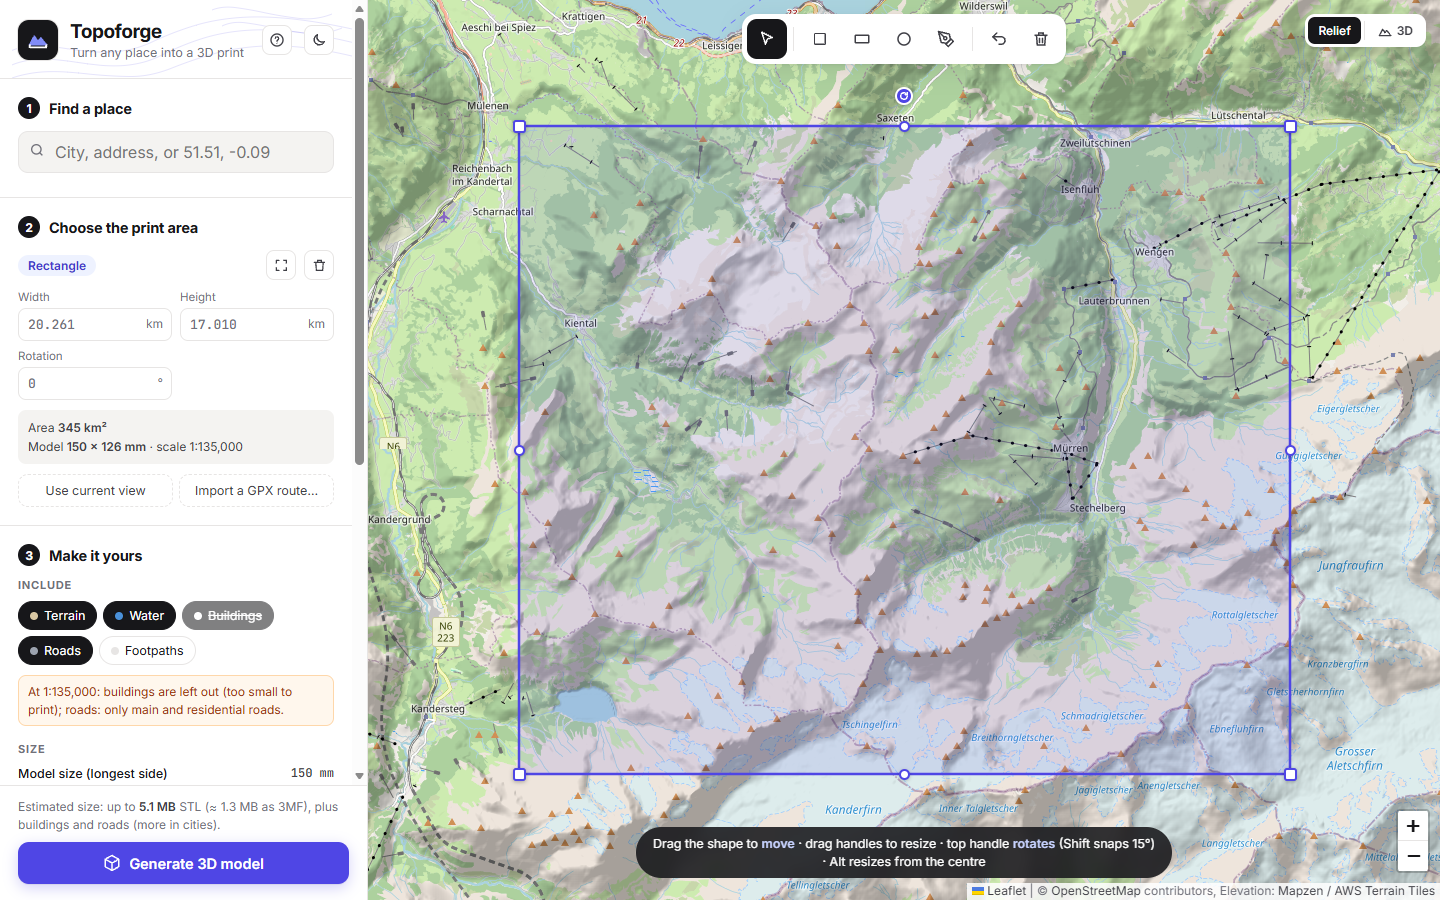 Topoforge
Turn any place into a 3D print
1 Find a place
City, address, or 51.51, -0.09
2 Choose the print area
Rectangle
Width
Height
20.261 km
17.010 km
Rotation
0 °
Area 345 km²
Model 150 × 126 mm · scale 1:135,000
Use current view
Import a GPX route...
3 Make it yours
INCLUDE
Terrain
Water
Buildings
Roads
Footpaths
At 1:135,000: buildings are left out (too small to
print); roads: only main and residential roads.
SIZE
Model size (longest side) 150 mm
Estimated size: up to 5.1 MB STL (≈ 1.3 MB as 3MF), plus
buildings and roads (more in cities).
Generate 3D model
Relief
3D
Wilderswil
Krattigen
Aeschi bei Spiez
21
22
Leissigen
Mülenen
Saxeten
Lütschental
Zweilütschinen
Reichenbach
im Kandertal
Isenfluh
Scharnachtal
Wengen
Lauterbrunnen
Kiental
Eigergletscher
N6
Mürren
Guggigletscher
Stechelberg
Kandergrund
Jungfraufirn
Rottalgletscher
N6
223
Kranzbergfirn
Gletscherhornfirn
Kandersteg
Tschingelfirn
Schmadrigletscher
Ebnefluhfirn
Breithorngletscher
Grosser
Aletschfirn
Jägigletscher
Anengletscher
Kanderfirn
Inner Talgletscher
Drag the shape to move · drag handles to resize · top handle rotates (Shift snaps 15°)
· Alt resizes from the centre
+
−
Tellingletscher
Leaflet | © OpenStreetMap contributors, Elevation: Mapzen / AWS Terrain Tiles